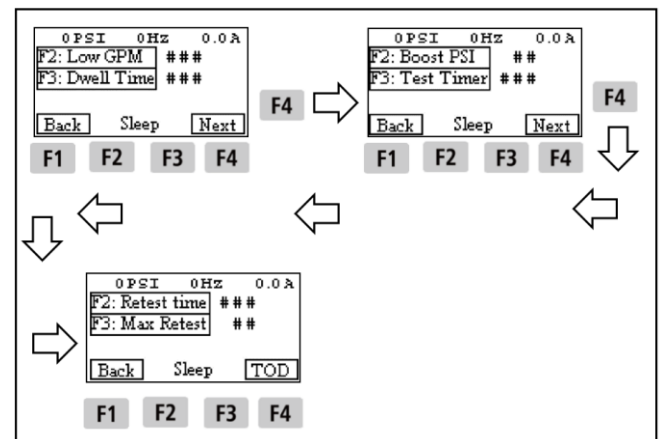 0PSI 0HZ 0.0A
F2: Low GPM ###
F3: Dwell Time ###
Back Sleep Next
F1 F2 F3 F4
F4
0PSI 0HZ 0.0A
F2: Boost PSI ##
F3: Test Timer ###
Back Sleep Next
F1 F2 F3 F4
F4
0PSI 0HZ 0.0A
F2: Retest time ###
F3: Max Retest ##
Back Sleep TOD
F1 F2 F3 F4